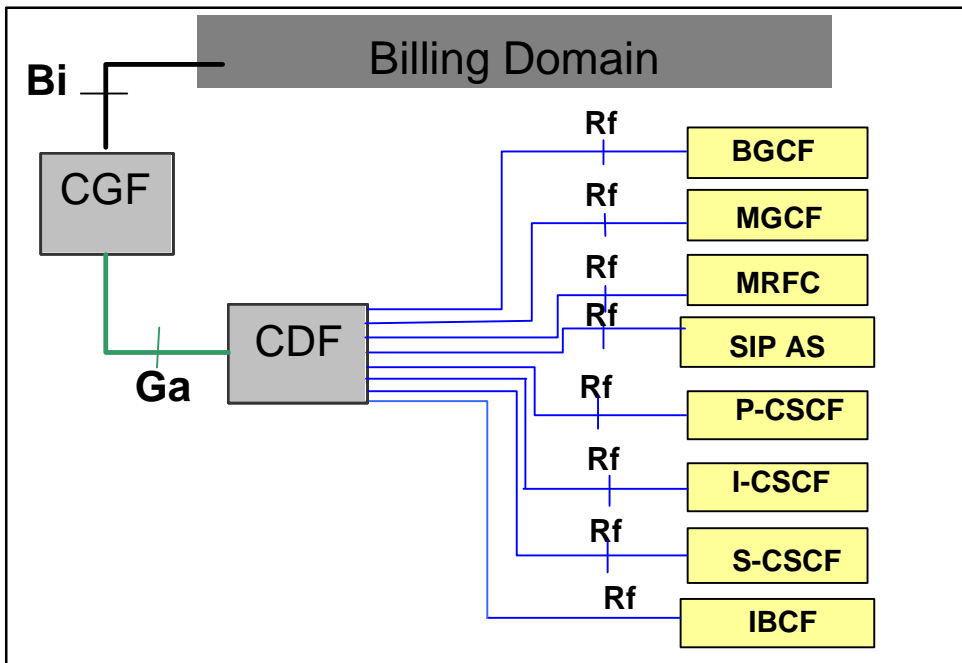 Billing Domain
Bi
Rf
BGCF
CGF
Rf
MGCF
Rf
MRFC
Rf
SIP AS
CDF
Ga
Rf
P-CSCF
Rf
I-CSCF
Rf
S-CSCF
Rf
IBCF